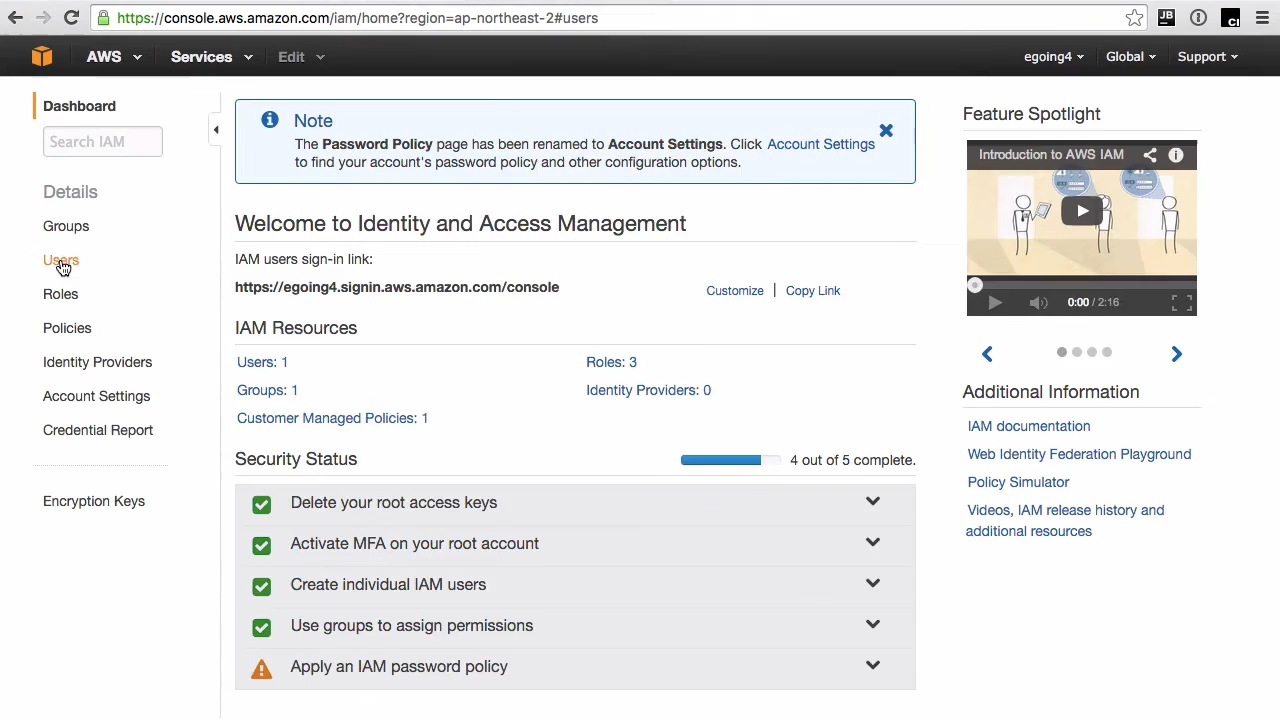 https://console.aws.amazon.com/iam/home?region=ap-northeast-2#users
JB
AWS
Services
Edit
egoing4
Global
Support
Dashboard
Search IAM
Details
Groups
Users
Roles
Policies
Identity Providers
Account Settings
Credential Report
Encryption Keys
Note
The Password Policy page has been renamed to Account Settings. Click Account Settings
to find your account's password policy and other configuration options.
Welcome to Identity and Access Management
IAM users sign-in link:
https://egoing4.signin.aws.amazon.com/console
Customize | Copy Link
IAM Resources
Users: 1
Roles: 3
Groups: 1
Identity Providers: 0
Customer Managed Policies: 1
Security Status
4 out of 5 complete.
Delete your root access keys
Activate MFA on your root account
Create individual IAM users
Use groups to assign permissions
Apply an IAM password policy
Feature Spotlight
Introduction to AWS IAM
0:00 / 2:16
Additional Information
IAM documentation
Web Identity Federation Playground
Policy Simulator
Videos, IAM release history and
additional resources